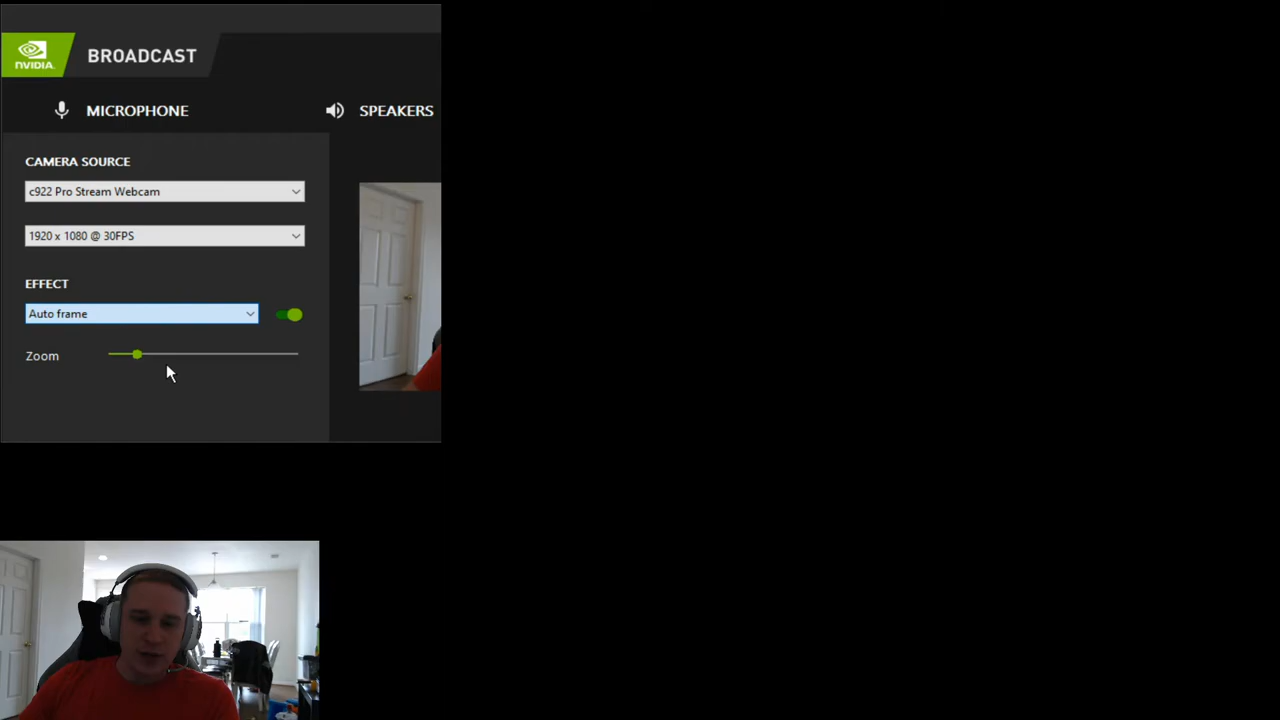 NVIDIA.
BROADCAST
MICROPHONE
SPEAKERS
CAMERA SOURCE
c922 Pro Stream Webcam
1920 x 1080 @ 30FPS
EFFECT
Auto frame
Zoom